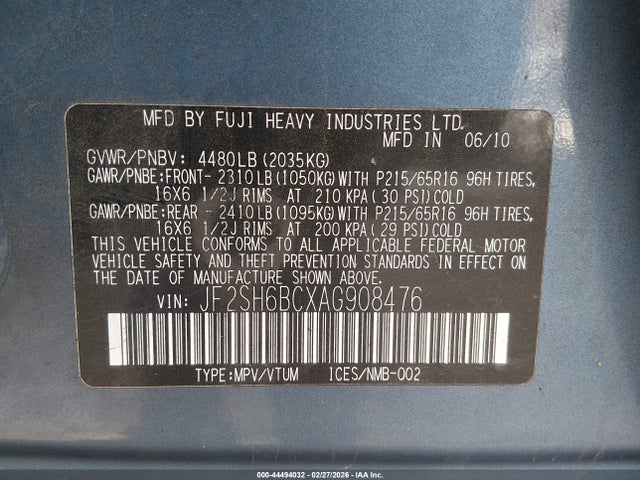 MFD BY FUJI HEAVY INDUSTRIES LTD.
MFD IN 06/10
GVWR/PNBV: 4480LB(2035KG)
GAWR/PNBE:FRONT-2310LB(1050KG)WITH P215/65R16 96H TIRES,
16X6 1/2J RIMS AT 210 KPA(30 PSI)COLD
GAWR/PNBE:REAR -2410LB(1095KG)WITH P215/65R16 96H TIRES,
16X6 1/2J RIMS AT 200 KPA(29 PSI)COLD
THIS VEHICLE CONFORMS TO ALL APPLICABLE FEDERAL MOTOR
VEHICLE SAFETY AND THEFT PREVENTION STANDARDS IN EFFECT ON
THE DATE OF MANUFACTURE SHOWN ABOVE.
VIN: JF2SH6BCXAG908476
TYPE:MPV/VTUM ICES/NMB-002
000-44494032 - 02/27/2026 - IAA Inc.